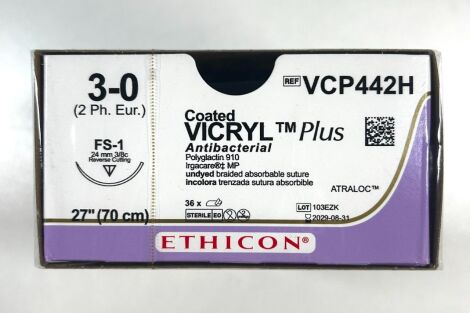 3-0
(2 Ph. Eur.)
FS-1
24 mm 3/8c
Reverse Cutting
27" (70 cm)
REF VCP442H
Coated
VICRYL™ Plus
Antibacterial
Polyglactin 910
Irgacare®‡ MP
undyed braided absorbable suture
incolora trenzada sutura absorbible
ATRALOC™
36 x
STERILE EO
LOT 103EZK
2029-08-31
ETHICON®